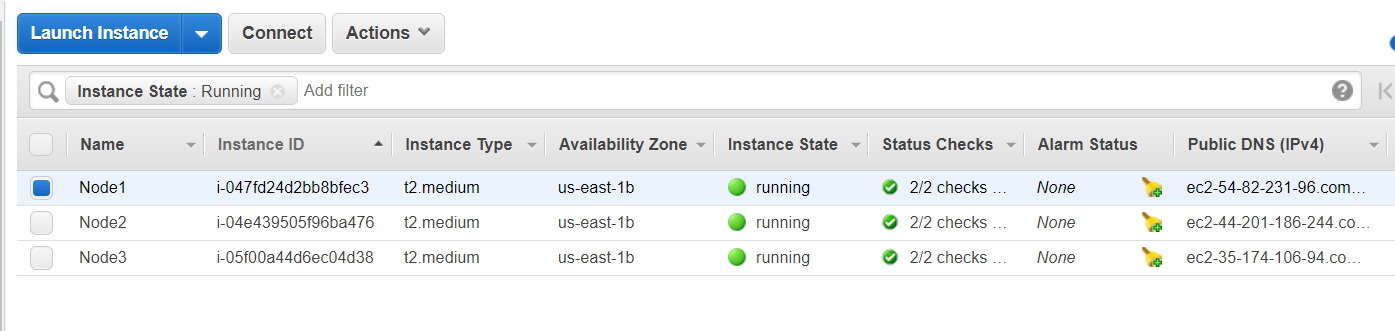 Launch Instance Connect Actions
Instance State : Running Add filter
Name Instance ID Instance Type Availability Zone Instance State Status Checks Alarm Status Public DNS (IPv4)
Node1 i-047fd24d2bb8bfec3 t2.medium us-east-1b running 2/2 checks ... None ec2-54-82-231-96.com...
Node2 i-04e439505f96ba476 t2.medium us-east-1b running 2/2 checks ... None ec2-44-201-186-244.co...
Node3 i-05f00a44d6ec04d38 t2.medium us-east-1b running 2/2 checks ... None ec2-35-174-106-94.co...